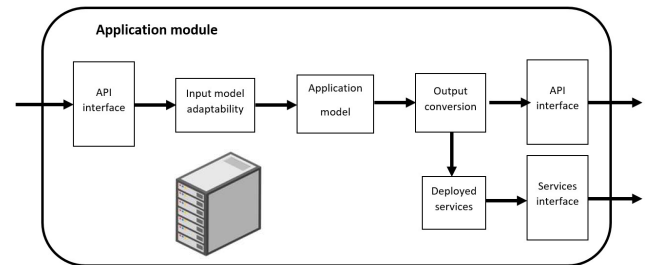 Application module
API
interface
Input model
adaptability
Application
model
Output
conversion
API
interface
Deployed
services
Services
interface